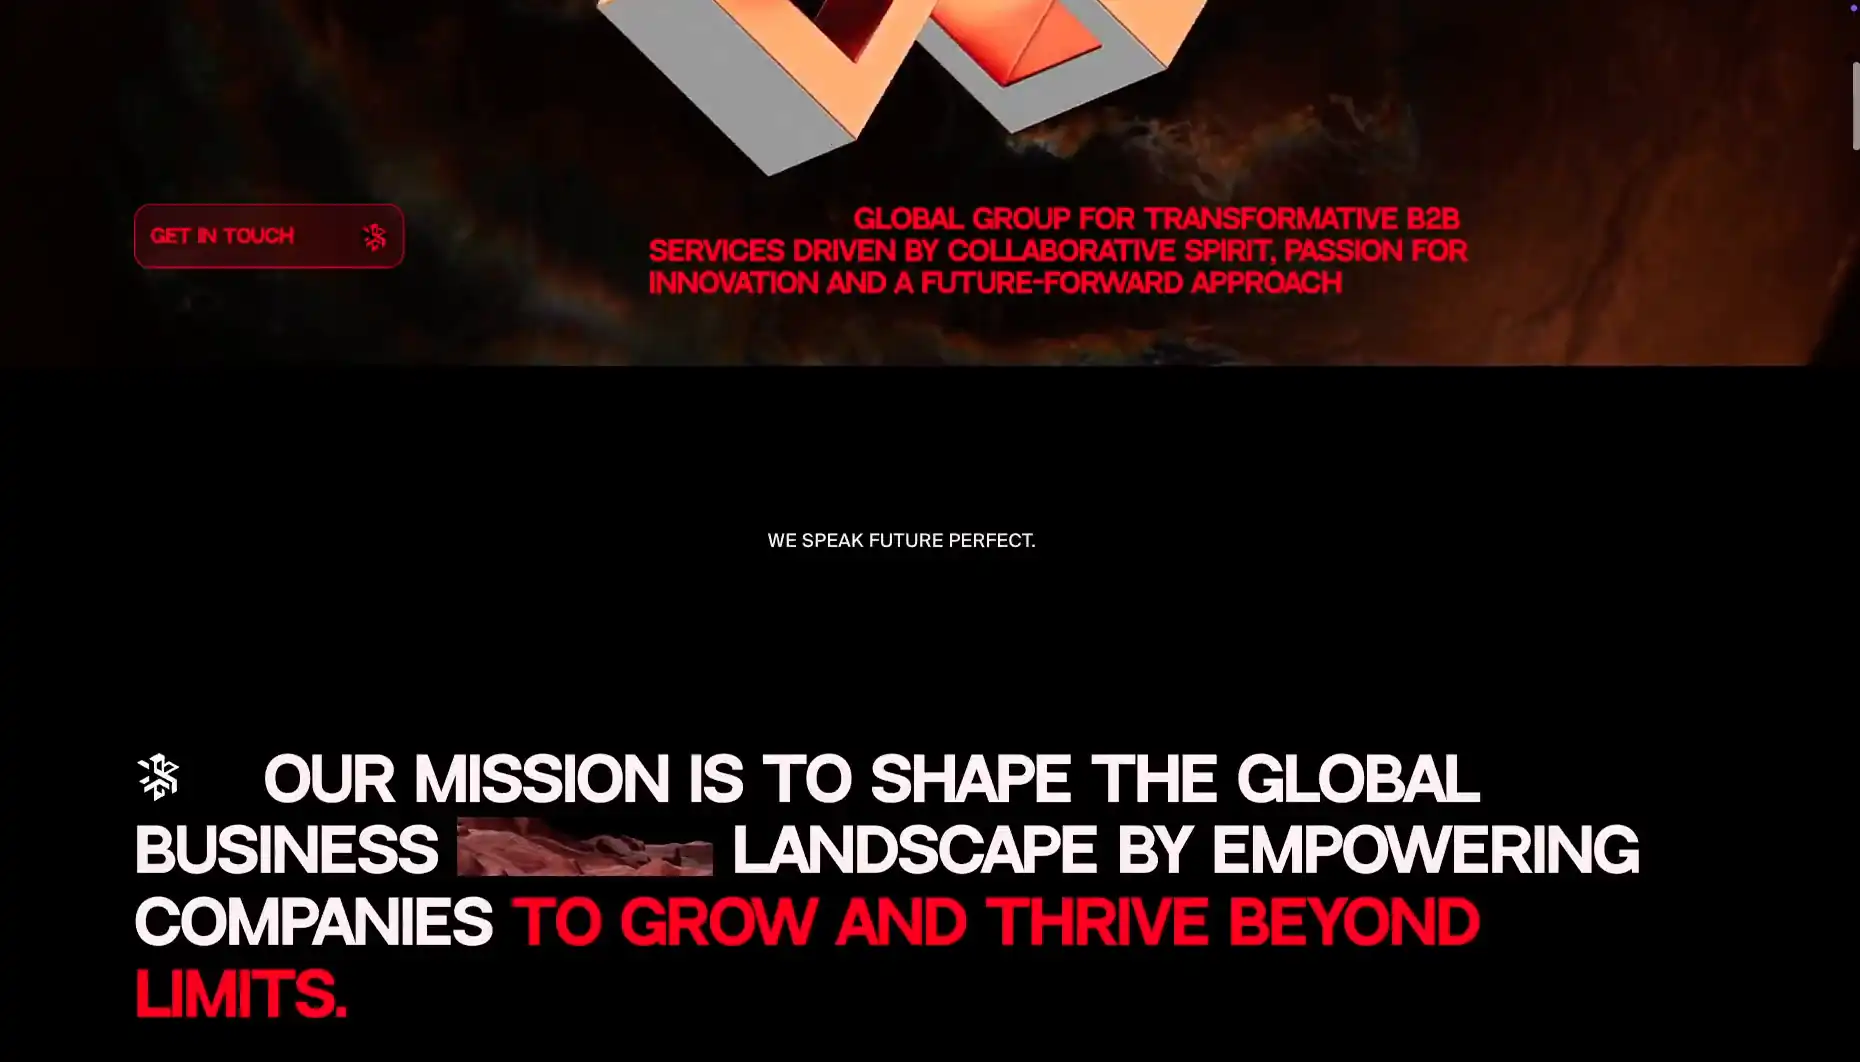 GET IN TOUCH
GLOBAL GROUP FOR TRANSFORMATIVE B2B
SERVICES DRIVEN BY COLLABORATIVE SPIRIT, PASSION FOR
INNOVATION AND A FUTURE-FORWARD APPROACH
WE SPEAK FUTURE PERFECT.
OUR MISSION IS TO SHAPE THE GLOBAL
BUSINESS LANDSCAPE BY EMPOWERING
COMPANIES TO GROW AND THRIVE BEYOND
LIMITS.